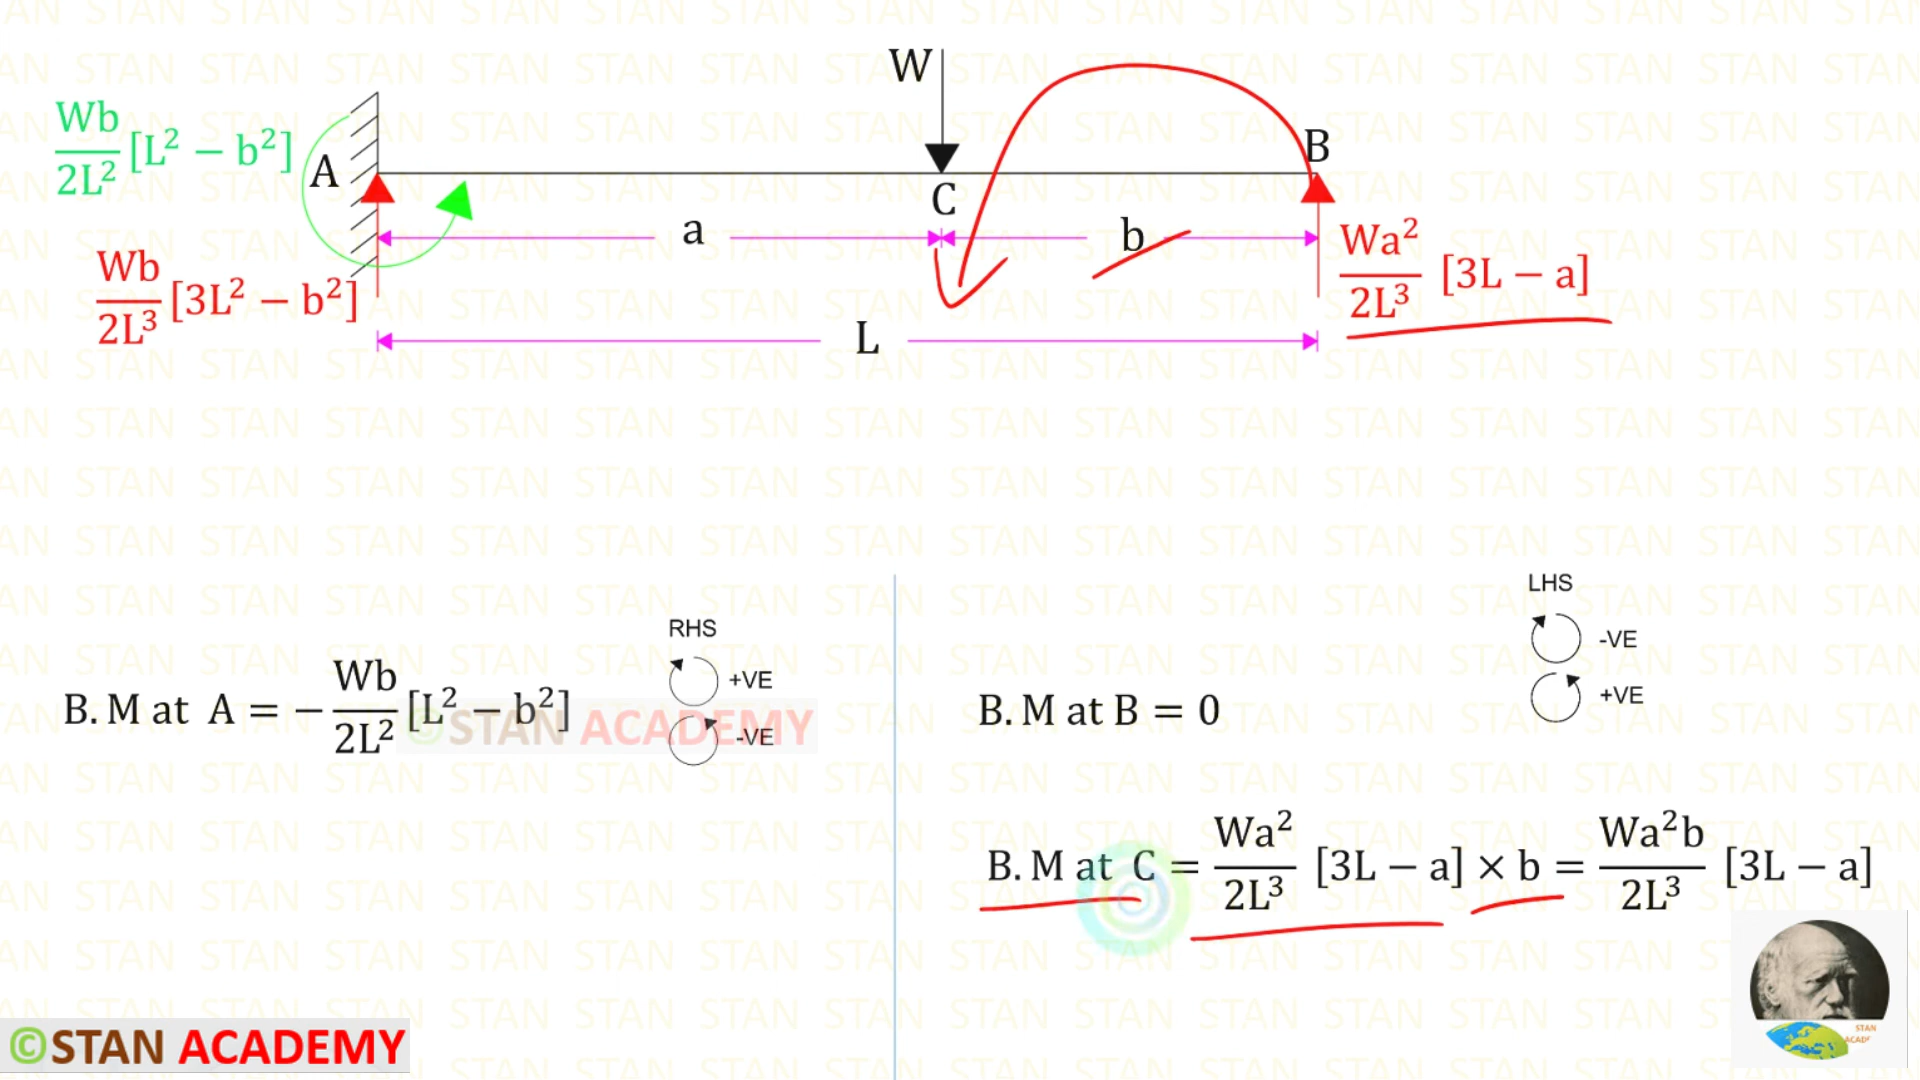 W
Wb/2L² [L² − b²]
A
B
C
a
b
Wb/2L³ [3L² − b²]
Wa²/2L³ [3L − a]
L
RHS
+VE
-VE
B. M at A = − Wb/2L² [L² − b²]
©STAN ACADEMY
LHS
-VE
+VE
B. M at B = 0
B. M at C = Wa²/2L³ [3L − a] × b = Wa²b/2L³ [3L − a]
©STAN ACADEMY
STAN